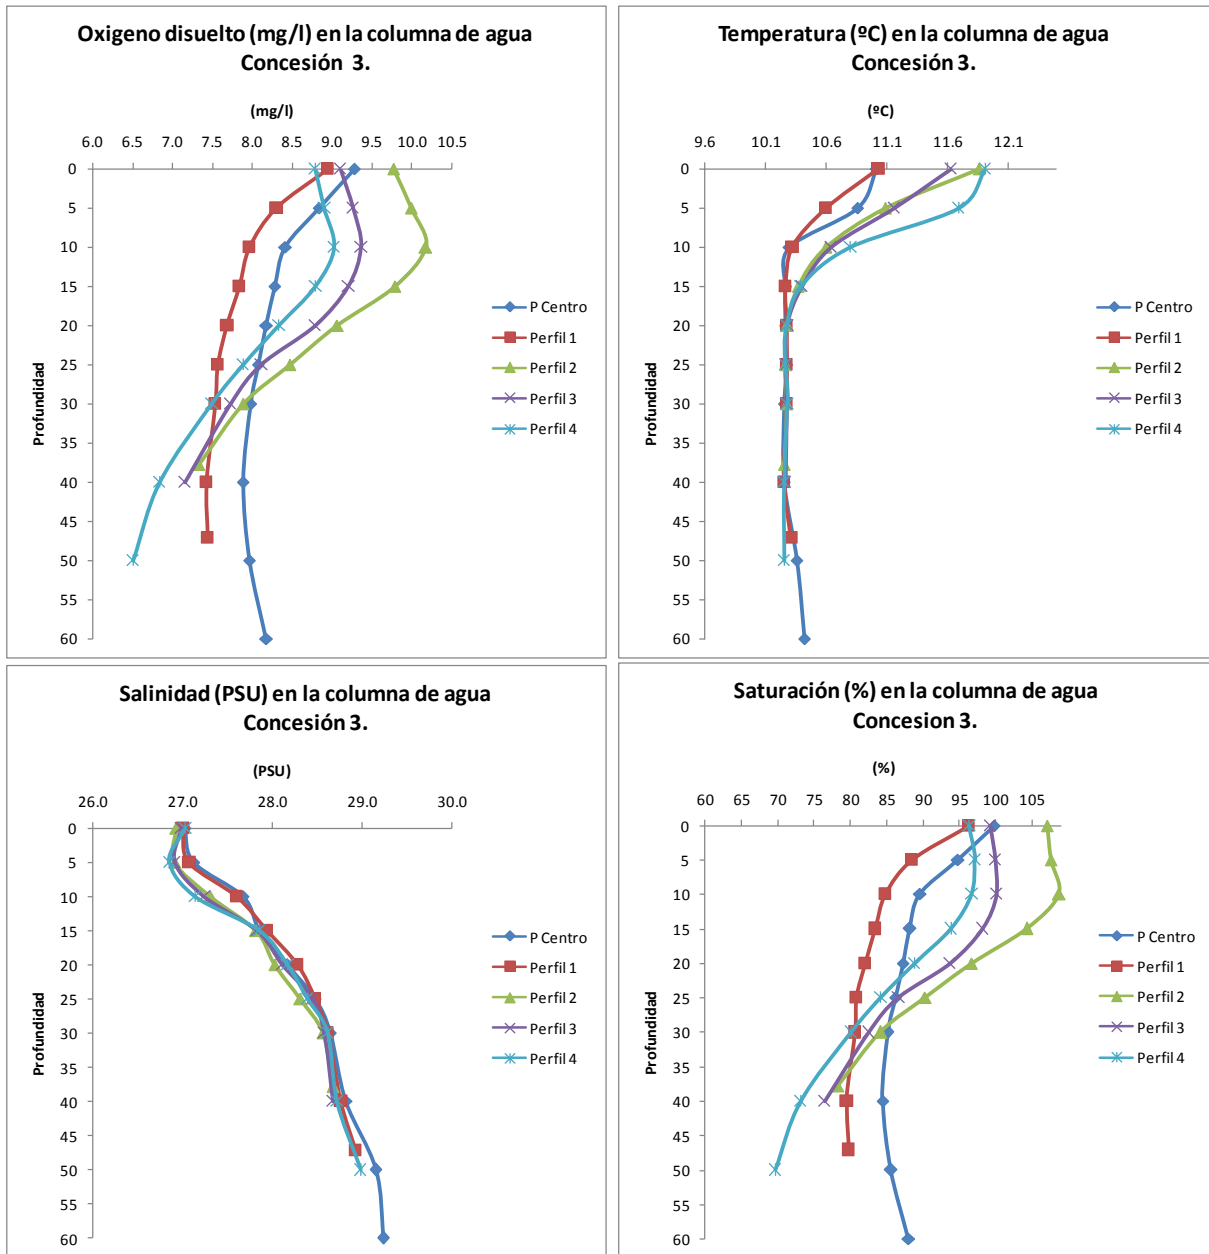 Oxigeno disuelto (mg/l) en la columna de agua
Concesión 3.
(mg/l)
6.0 6.5 7.0 7.5 8.0 8.5 9.0 9.5 10.0 10.5
0
5
10
15
20
25
30
35
40
45
50
55
60
Profundidad
P Centro
Perfil 1
Perfil 2
Perfil 3
Perfil 4
Temperatura (ºC) en la columna de agua
Concesión 3.
(ºC)
9.6 10.1 10.6 11.1 11.6 12.1
0
5
10
15
20
25
30
35
40
45
50
55
60
Profundidad
P Centro
Perfil 1
Perfil 2
Perfil 3
Perfil 4
Salinidad (PSU) en la columna de agua
Concesión 3.
(PSU)
26.0 27.0 28.0 29.0 30.0
0
5
10
15
20
25
30
35
40
45
50
55
60
Profundidad
P Centro
Perfil 1
Perfil 2
Perfil 3
Perfil 4
Saturación (%) en la columna de agua
Concesion 3.
(%)
60 65 70 75 80 85 90 95 100 105
0
5
10
15
20
25
30
35
40
45
50
55
60
Profundidad
P Centro
Perfil 1
Perfil 2
Perfil 3
Perfil 4